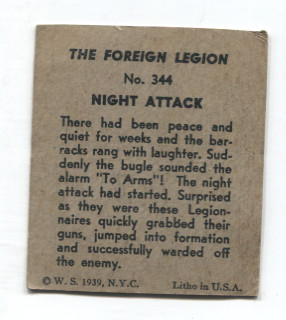 THE FOREIGN LEGION
No. 344
NIGHT ATTACK
There had been peace and
quiet for weeks and the bar-
racks rang with laughter. Sud-
denly the bugle sounded the
alarm "To Arms"! The night
attack had started. Surprised
as they were these Legion-
naires quickly grabbed their
guns, jumped into formation
and successfully warded off
the enemy.
© W. S. 1939, N.Y.C. Litho in U.S.A.